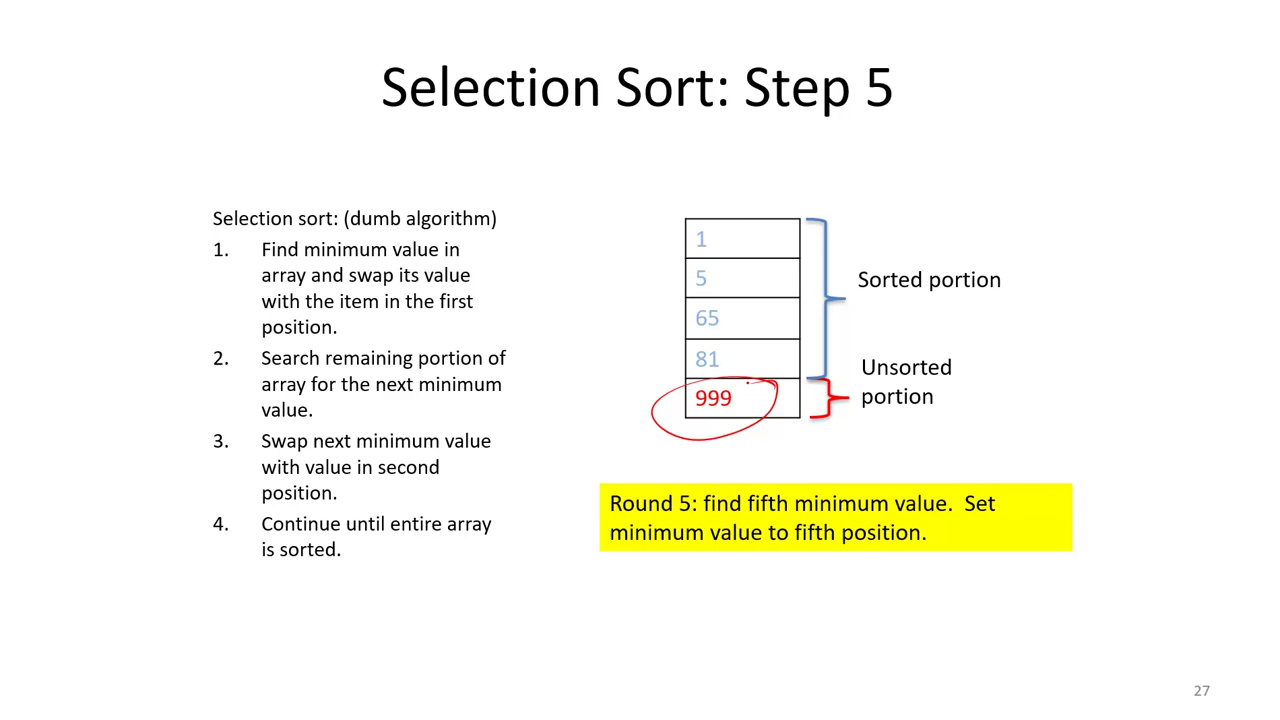 Selection Sort: Step 5
Selection sort: (dumb algorithm)
1. Find minimum value in
array and swap its value
with the item in the first
position.
2. Search remaining portion of
array for the next minimum
value.
3. Swap next minimum value
with value in second
position.
4. Continue until entire array
is sorted.
1
5
65
81
999
Sorted portion
Unsorted
portion
Round 5: find fifth minimum value. Set
minimum value to fifth position.
27